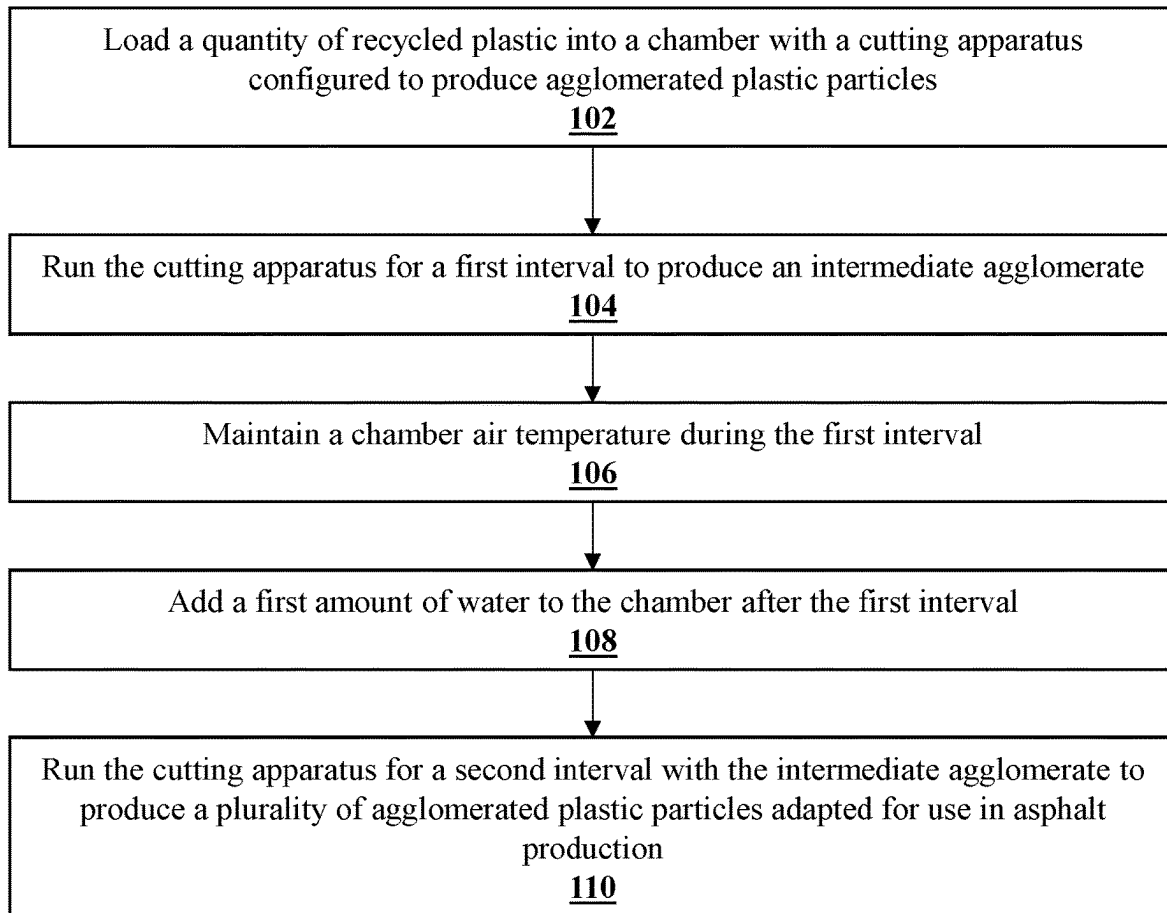 Load a quantity of recycled plastic into a chamber with a cutting apparatus
configured to produce agglomerated plastic particles
102
Run the cutting apparatus for a first interval to produce an intermediate agglomerate
104
Maintain a chamber air temperature during the first interval
106
Add a first amount of water to the chamber after the first interval
108
Run the cutting apparatus for a second interval with the intermediate agglomerate to
produce a plurality of agglomerated plastic particles adapted for use in asphalt
production
110